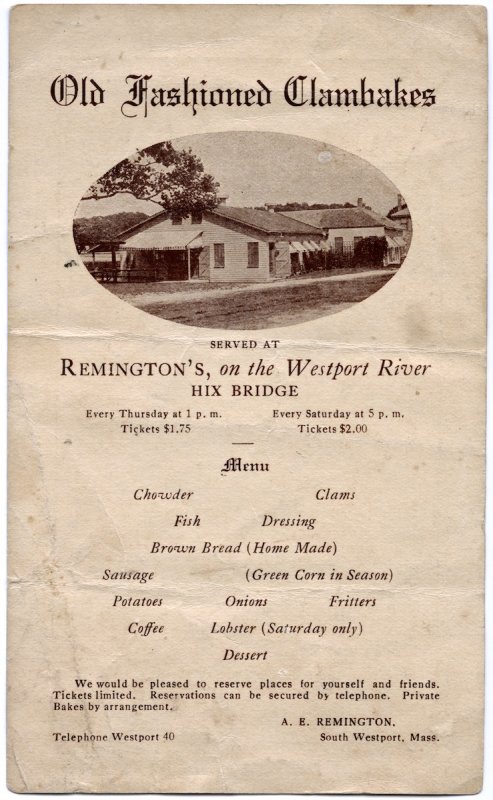 Old Fashioned Clambakes
SERVED AT
REMINGTON'S, on the Westport River
HIX BRIDGE
Every Thursday at 1 p. m. Every Saturday at 5 p. m.
Tickets $1.75 Tickets $2.00
Menu
Chowder Clams
Fish Dressing
Brown Bread (Home Made)
Sausage (Green Corn in Season)
Potatoes Onions Fritters
Coffee Lobster (Saturday only)
Dessert
We would be pleased to reserve places for yourself and friends.
Tickets limited. Reservations can be secured by telephone. Private
Bakes by arrangement.
A. E. REMINGTON,
Telephone Westport 40 South Westport, Mass.